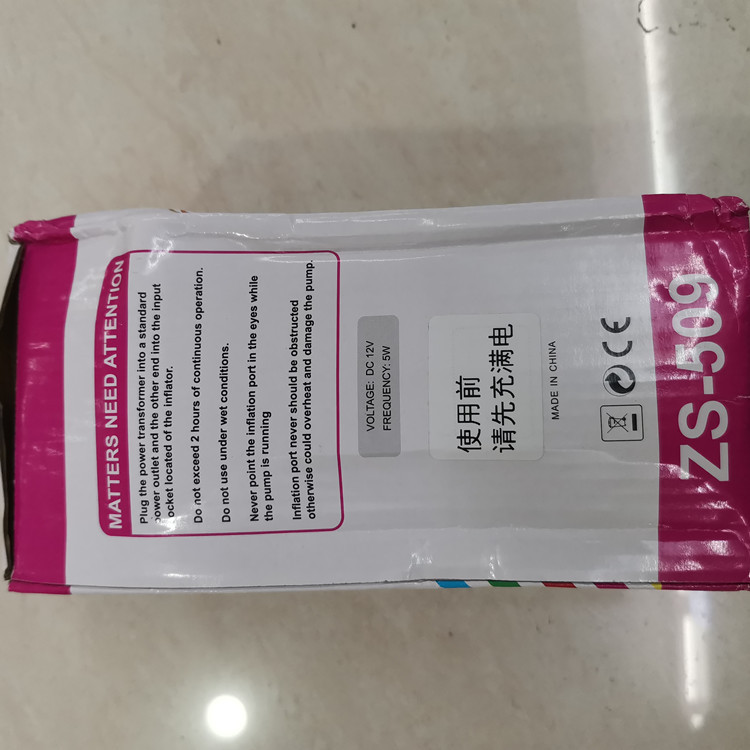 MATTERS NEED ATTENTION
Plug the power transformer into a standard
power outlet and the other end into the input
socket located of the inflator.
Do not exceed 2 hours of continuous operation.
Do not use under wet conditions.
Never point the inflation port in the eyes while
the pump is running
Inflation port never should be obstructed
otherwise could overheat and damage the pump.
VOLTAGE: DC 12V
FREQUENCY: 5W
使用前
请先充满电
MADE IN CHINA
CE
ZS-509